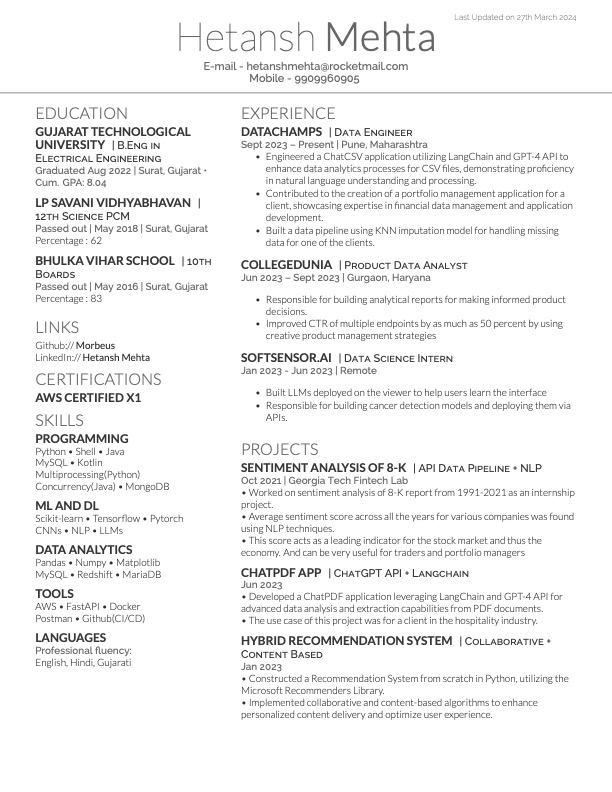 Last Updated on 27th March 2024
Hetansh Mehta
E-mail - hetanshmehta@rocketmail.com
Mobile - 9909960905
EDUCATION
GUJARAT TECHNOLOGICAL
UNIVERSITY | B.Eng in
Electrical Engineering
Graduated Aug 2022 | Surat, Gujarat •
Cum. GPA: 8.04
LP SAVANI VIDHYABHAVAN |
12th Science PCM
Passed out | May 2018 | Surat, Gujarat
Percentage : 62
BHULKA VIHAR SCHOOL | 10th
Boards
Passed out | May 2016 | Surat, Gujarat
Percentage : 83
LINKS
Github:// Morbeus
LinkedIn:// Hetansh Mehta
CERTIFICATIONS
AWS CERTIFIED X1
SKILLS
PROGRAMMING
Python • Shell • Java
MySQL • Kotlin
Multiprocessing(Python)
Concurrency(Java) • MongoDB
ML AND DL
Scikit-learn • Tensorflow • Pytorch
CNNs • NLP • LLMs
DATA ANALYTICS
Pandas • Numpy • Matplotlib
MySQL • Redshift • MariaDB
TOOLS
AWS • FastAPI • Docker
Postman • Github(CI/CD)
LANGUAGES
Professional fluency:
English, Hindi, Gujarati
EXPERIENCE
DATACHAMPS | Data Engineer
Sept 2023 – Present | Pune, Maharashtra
• Engineered a ChatCSV application utilizing LangChain and GPT-4 API to
enhance data analytics processes for CSV files, demonstrating proficiency
in natural language understanding and processing.
• Contributed to the creation of a portfolio management application for a
client, showcasing expertise in financial data management and application
development.
• Built a data pipeline using KNN imputation model for handling missing
data for one of the clients.
COLLEGEDUNIA | Product Data Analyst
Jun 2023 – Sept 2023 | Gurgaon, Haryana
• Responsible for building analytical reports for making informed product
decisions.
• Improved CTR of multiple endpoints by as much as 50 percent by using
creative product management strategies
SOFTSENSOR.AI | Data Science Intern
Jan 2023 - Jun 2023 | Remote
• Built LLMs deployed on the viewer to help users learn the interface
• Responsible for building cancer detection models and deploying them via
APIs.
PROJECTS
SENTIMENT ANALYSIS OF 8-K | API Data Pipeline + NLP
Oct 2021 | Georgia Tech Fintech Lab
• Worked on sentiment analysis of 8-K report from 1991-2021 as an internship
project.
• Average sentiment score across all the years for various companies was found
using NLP techniques.
• This score acts as a leading indicator for the stock market and thus the
economy. And can be very useful for traders and portfolio managers
CHATPDF APP | ChatGPT API + Langchain
Jun 2023
• Developed a ChatPDF application leveraging LangChain and GPT-4 API for
advanced data analysis and extraction capabilities from PDF documents.
• The use case of this project was for a client in the hospitality industry.
HYBRID RECOMMENDATION SYSTEM | Collaborative +
Content Based
Jan 2023
• Constructed a Recommendation System from scratch in Python, utilizing the
Microsoft Recommenders Library.
• Implemented collaborative and content-based algorithms to enhance
personalized content delivery and optimize user experience.